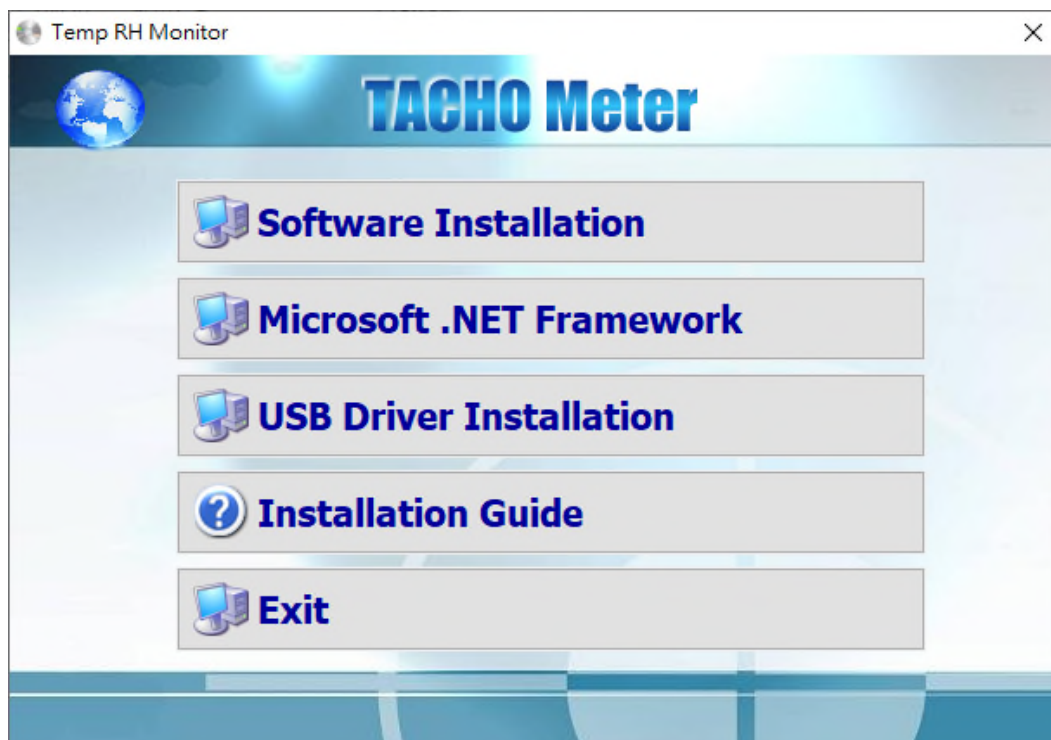 Temp RH Monitor
TACHO Meter
Software Installation
Microsoft .NET Framework
USB Driver Installation
Installation Guide
Exit